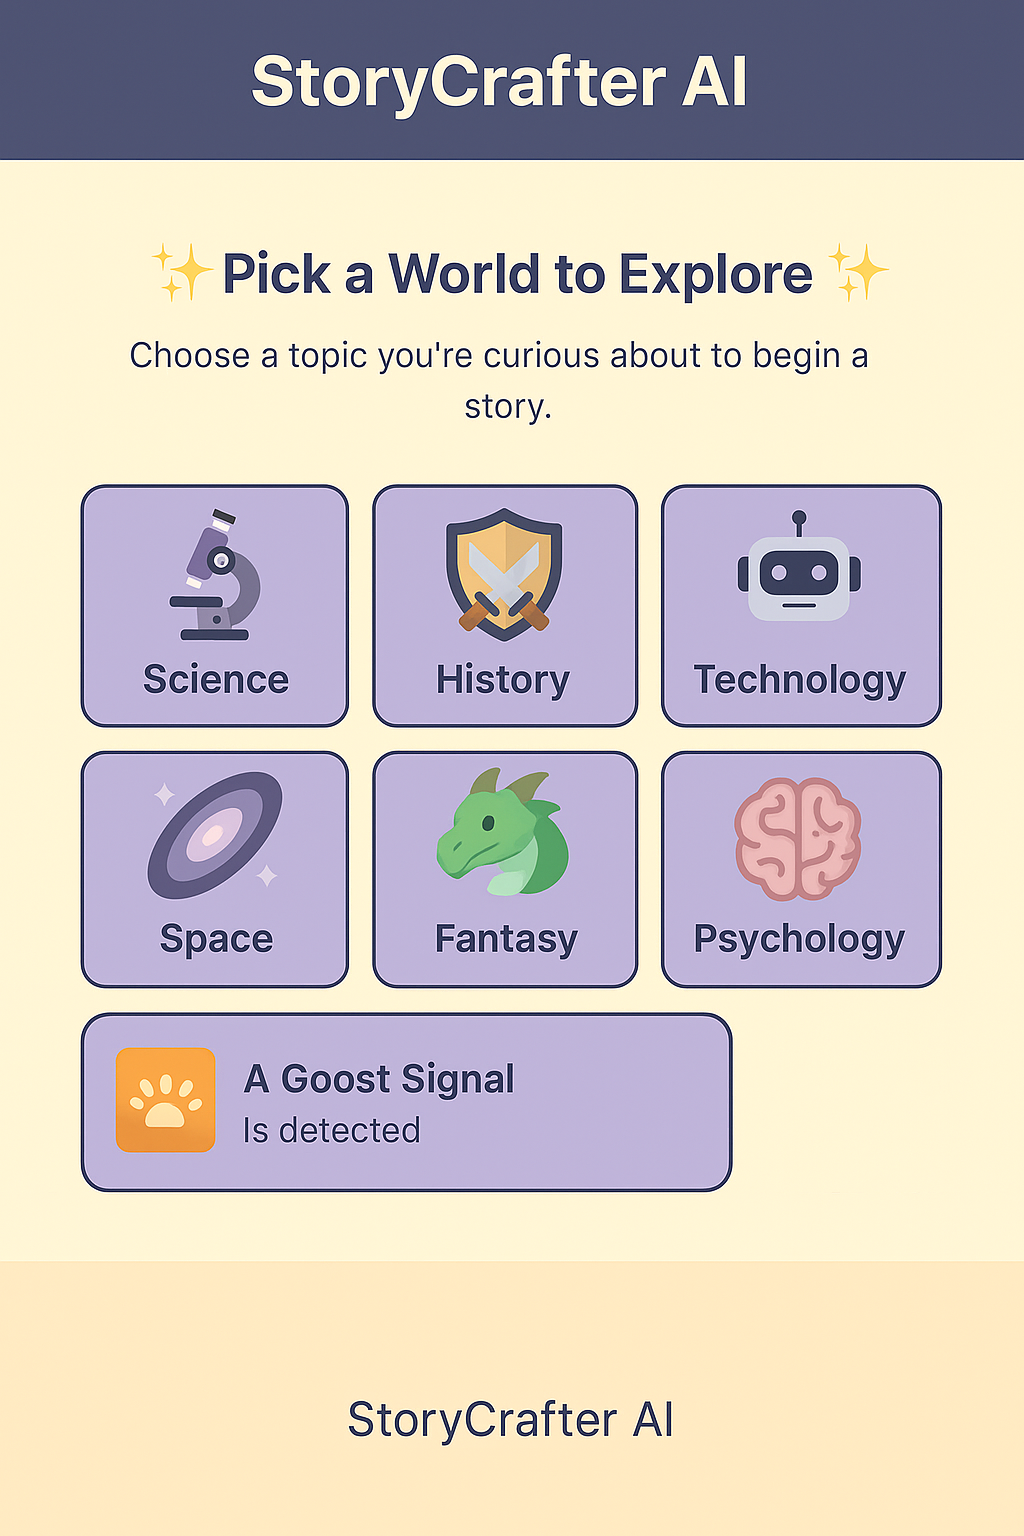 StoryCrafter AI
✨ Pick a World to Explore ✨
Choose a topic you're curious about to begin a
story.
Science
History
Technology
Space
Fantasy
Psychology
A Goost Signal
Is detected
StoryCrafter AI